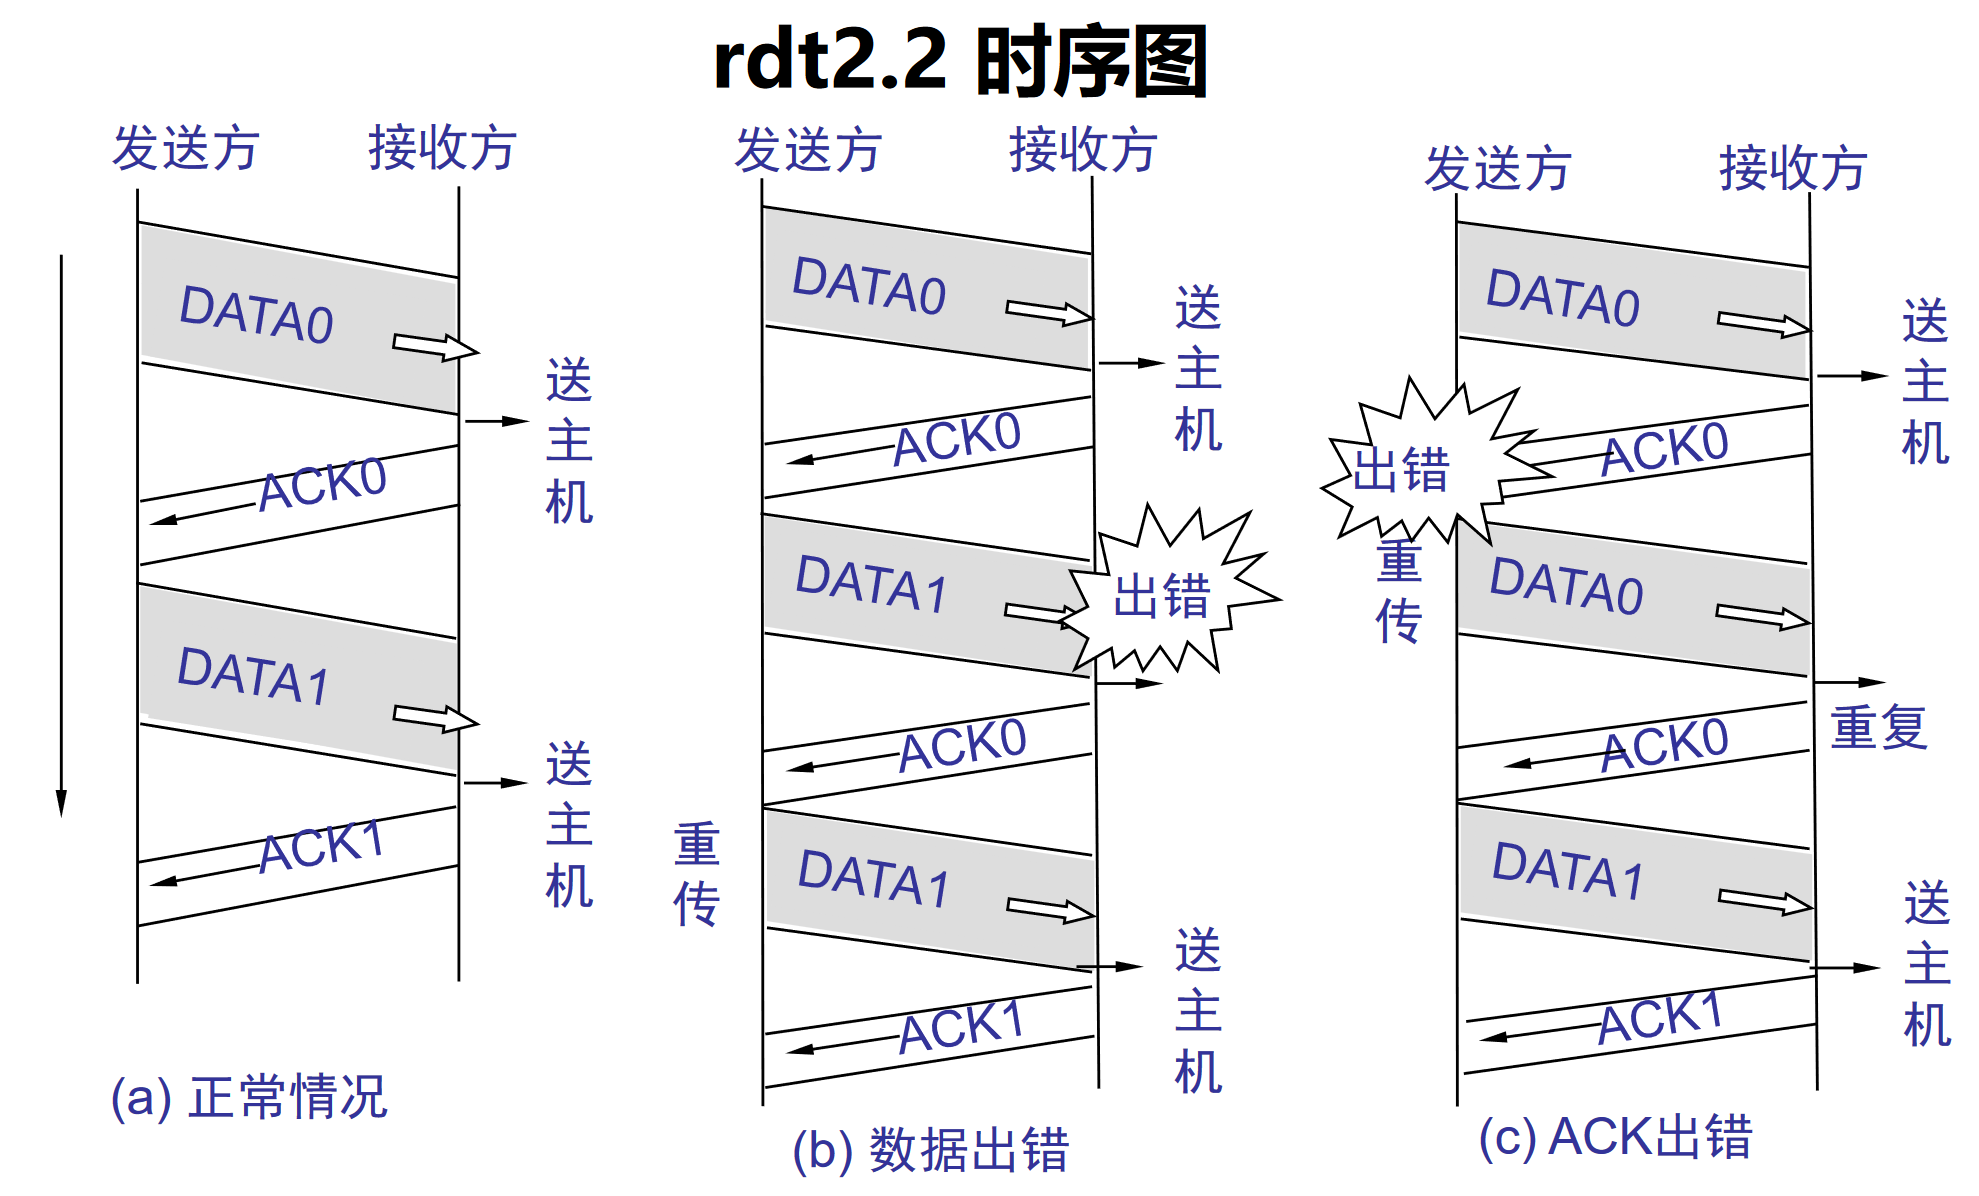 rdt2.2 时序图
发送方
接收方
DATA0
送主机
ACK0
DATA1
送主机
ACK1
(a) 正常情况
发送方
接收方
DATA0
送主机
ACK0
DATA1
出错
ACK0
重传
DATA1
送主机
ACK1
(b) 数据出错
发送方
接收方
DATA0
送主机
出错
ACK0
重传
DATA0
重复
ACK0
DATA1
送主机
ACK1
(c) ACK出错